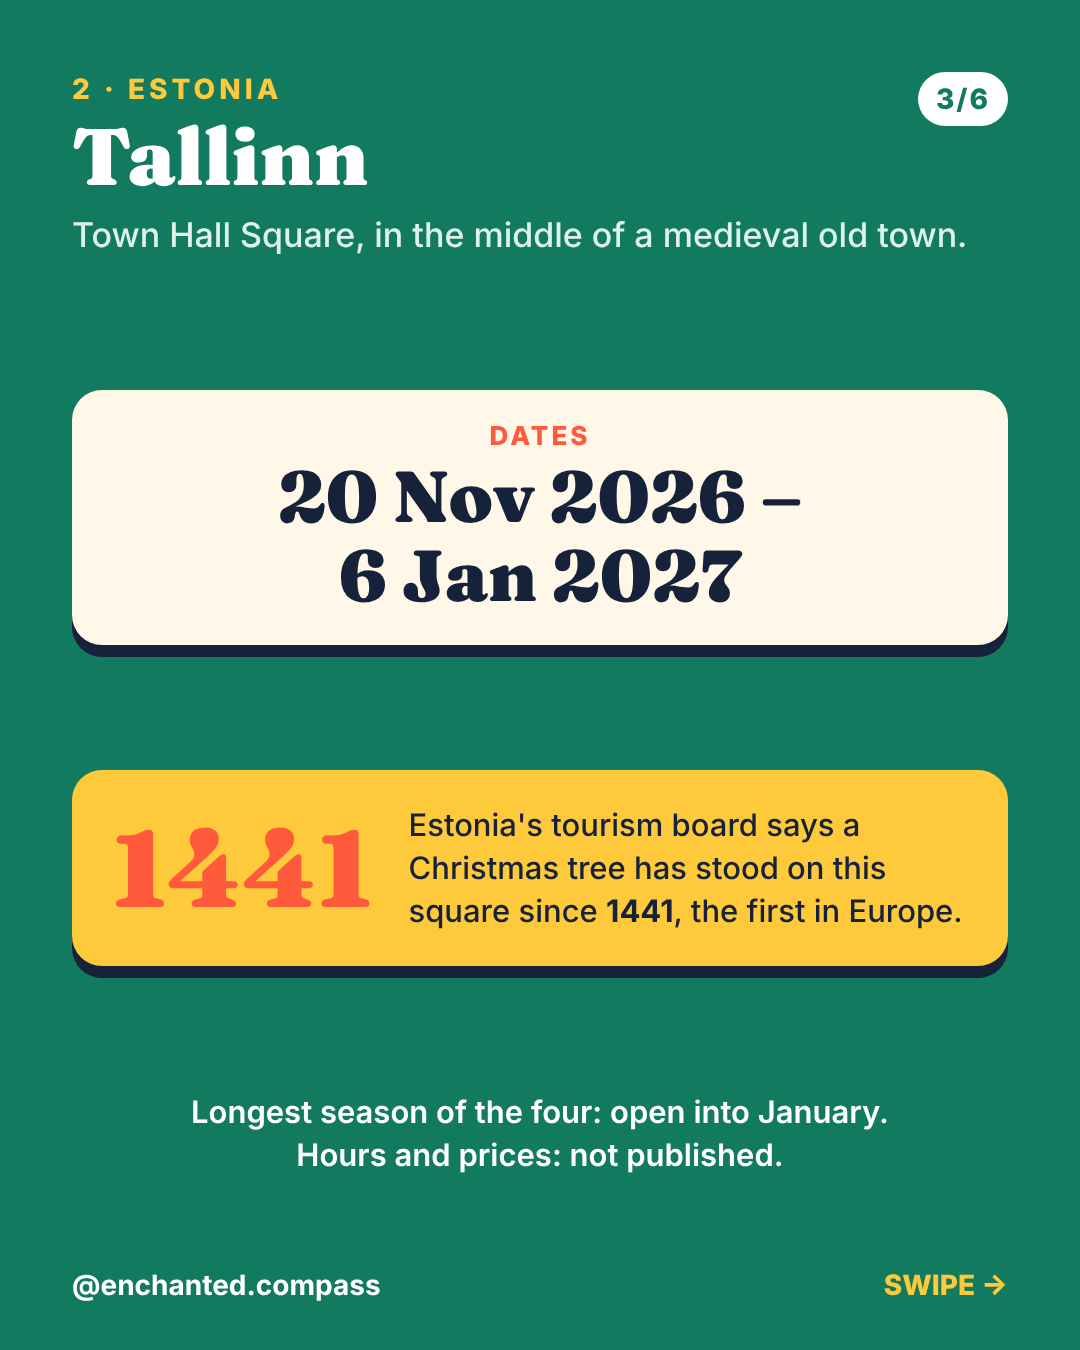 2 · ESTONIA
3/6
Tallinn
Town Hall Square, in the middle of a medieval old town.
DATES
20 Nov 2026 –
6 Jan 2027
1441
Estonia's tourism board says a
Christmas tree has stood on this
square since 1441, the first in Europe.
Longest season of the four: open into January.
Hours and prices: not published.
@enchanted.compass
SWIPE →